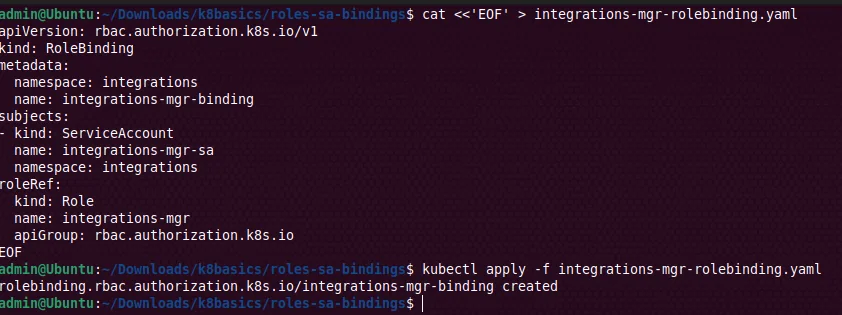 admin@Ubuntu:~/Downloads/k8basics/roles-sa-bindings$ cat <<'EOF' > integrations-mgr-rolebinding.yaml
apiVersion: rbac.authorization.k8s.io/v1
kind: RoleBinding
metadata:
  namespace: integrations
  name: integrations-mgr-binding
subjects:
- kind: ServiceAccount
  name: integrations-mgr-sa
  namespace: integrations
roleRef:
  kind: Role
  name: integrations-mgr
  apiGroup: rbac.authorization.k8s.io
EOF
admin@Ubuntu:~/Downloads/k8basics/roles-sa-bindings$ kubectl apply -f integrations-mgr-rolebinding.yaml
rolebinding.rbac.authorization.k8s.io/integrations-mgr-binding created
admin@Ubuntu:~/Downloads/k8basics/roles-sa-bindings$